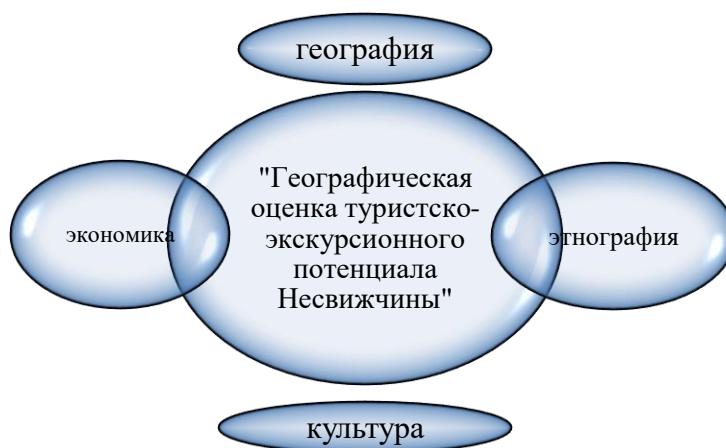 география
"Географическая
оценка туристско-
экскурсионного
потенциала
Несвижчины"
экономика
этнография
культура